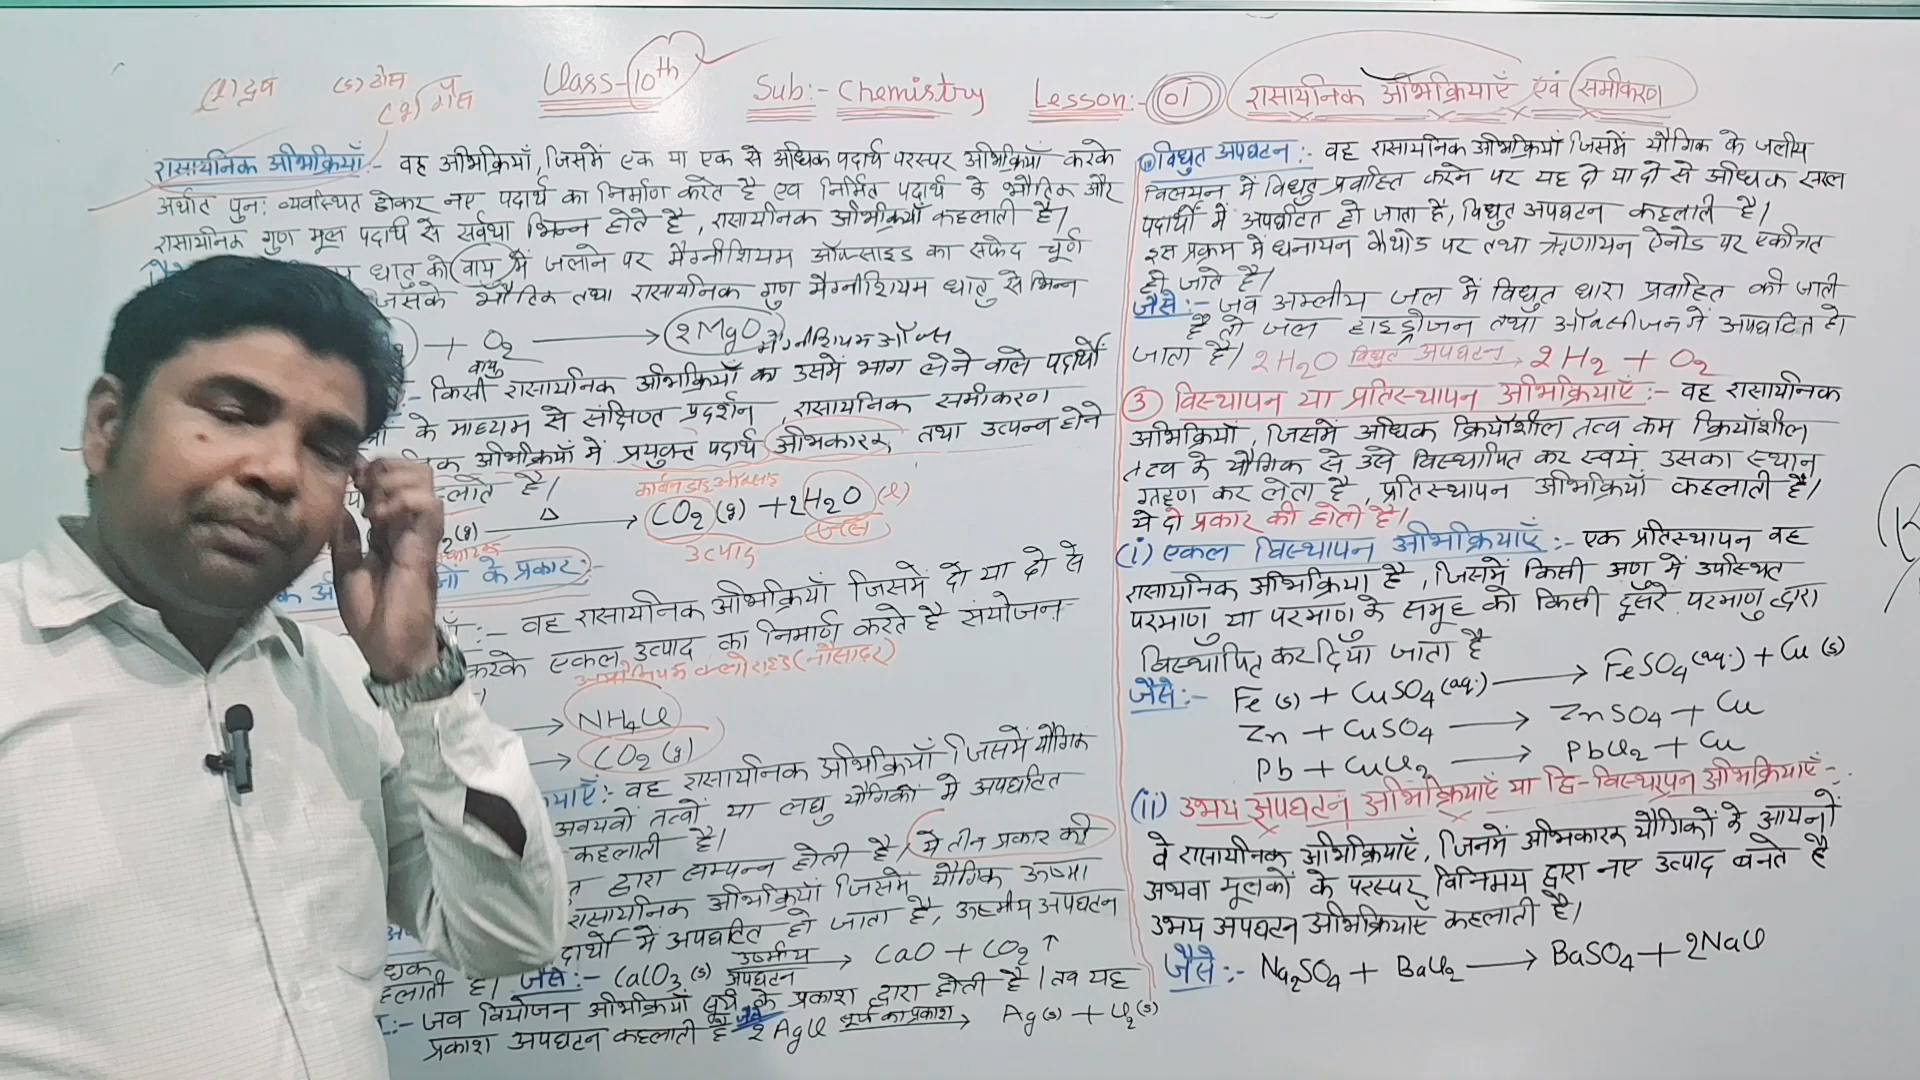 (l) द्रव (s) ठोस
(g) गैस
Class-10th Sub:- Chemistry Lesson:- 01 रासायनिक अभिक्रियाएँ एवं समीकरण
रासायनिक अभिक्रियाँ:- वह अभिक्रियाँ, जिसमें एक या एक से अधिक पदार्थ परस्पर अभिक्रियाँ करके
अर्थात पुनः व्यवस्थित होकर नए पदार्थ का निर्माण करते है एवं निर्मित पदार्थ के भौतिक और
रासायनिक गुण मूल पदार्थ से सर्वथा भिन्न होते है, रासायनिक अभिक्रियाँ कहलाती है।
धातु को वायु में जलाने पर मैग्नीशियम ऑक्साइड का सफेद चूर्ण
जिसके भौतिक तथा रासायनिक गुण मैग्नीशियम धातु से भिन्न
+ O₂ ⟶ 2MgO
वायु
:- किसी रासायनिक अभिक्रियाँ का उसमें भाग लेने वाले पदार्थो
के माध्यम से संक्षिप्त प्रदर्शन, रासायनिक समीकरण
अभिक्रियाँ में प्रयुक्त पदार्थ अभिकारक, तथा उत्पन्न होने
है।
कार्बन डाइ ऑक्साइड
(g) ⟶ Δ CO₂ (g) + 2H₂O (l)
उत्पाद जल
के प्रकार:-
:- वह रासायनिक अभिक्रियाँ जिसमें दो या दो से
करके एकल उत्पाद का निमार्ण करते है संयोजन
अमोनियम क्लोराइड (नौसादर)
⟶ NH₄Cl
⟶ CO₂ (g)
:- वह रासायनिक अभिक्रियाँ जिसमें यौगिक
अवयवों तत्वों या लघु यौगिकों में अपघटित
कहलाती है।
द्वारा सम्पन्न होती है, ये तीन प्रकार की
रासायनिक अभिक्रियाँ जिसमें यौगिक ऊष्मा
में अपघटित हो जाता है, ऊष्मीय अपघटन
है। जैसे:- CaCO₃ (s) ऊष्मीय अपघटन ⟶ CaO + CO₂ ↑
:- जब वियोजन अभिक्रियाँ सूर्य के प्रकाश द्वारा होती है। तब यह
प्रकाश अपघटन कहलाती है जैसे 2AgCl सूर्य का प्रकाश ⟶ Ag(s) + Cl₂(s)
विधुत अपघटन:- वह रासायनिक अभिक्रियाँ जिसमें यौगिक के जलीय
विलयन में विधुत प्रवाहित करने पर यह दो या दो से अधिक सरल
पदार्थो में अपघटित हो जाता है, विधुत अपघटन कहलाती है।
इस प्रक्रम में धनायन कैथोड पर तथा ऋणायन ऐनोड पर एकत्रित
हो जाते है।
जैसे:- जब अम्लीय जल में विधुत धारा प्रवाहित की जाती
है तो जल हाइड्रोजन तथा ऑक्सीजन में अपघटित हो
जाता है। 2H₂O विधुत अपघटन ⟶ 2H₂ + O₂
③ विस्थापन या प्रतिस्थापन अभिक्रियाएँ:- वह रासायनिक
अभिक्रियाँ, जिसमें अधिक क्रियाँशील तत्व कम क्रियाँशील
तत्व के यौगिक से उसे विस्थापित कर स्वयं उसका स्थान
ग्रहण कर लेता है, प्रतिस्थापन अभिक्रियाँ कहलाती है।
ये दो प्रकार की होती है।
(i) एकल विस्थापन अभिक्रियाएँ:- एक प्रतिस्थापन वह
रासायनिक अभिक्रिया है, जिसमें किसी अणु में उपस्थित
परमाणु या परमाणु के समूह को किसी दूसरे परमाणु द्वारा
विस्थापित कर दिया जाता है
जैसे:- Fe (s) + CuSO₄ (aq.) ⟶ FeSO₄ (aq.) + Cu (s)
Zn + CuSO₄ ⟶ ZnSO₄ + Cu
Pb + CuCl₂ ⟶ PbCl₂ + Cu
(ii) उभय अपघटन अभिक्रियाएँ या द्वि-विस्थापन अभिक्रियाएँ:-
वे रासायनिक अभिक्रियाएँ, जिनमें अभिकारक यौगिकों के आयनों
अथवा मूलकों के परस्पर विनिमय द्वारा नए उत्पाद बनते है
उभय अपघटन अभिक्रियाएँ कहलाती है।
जैसे:- Na₂SO₄ + BaCl₂ ⟶ BaSO₄ + 2NaCl